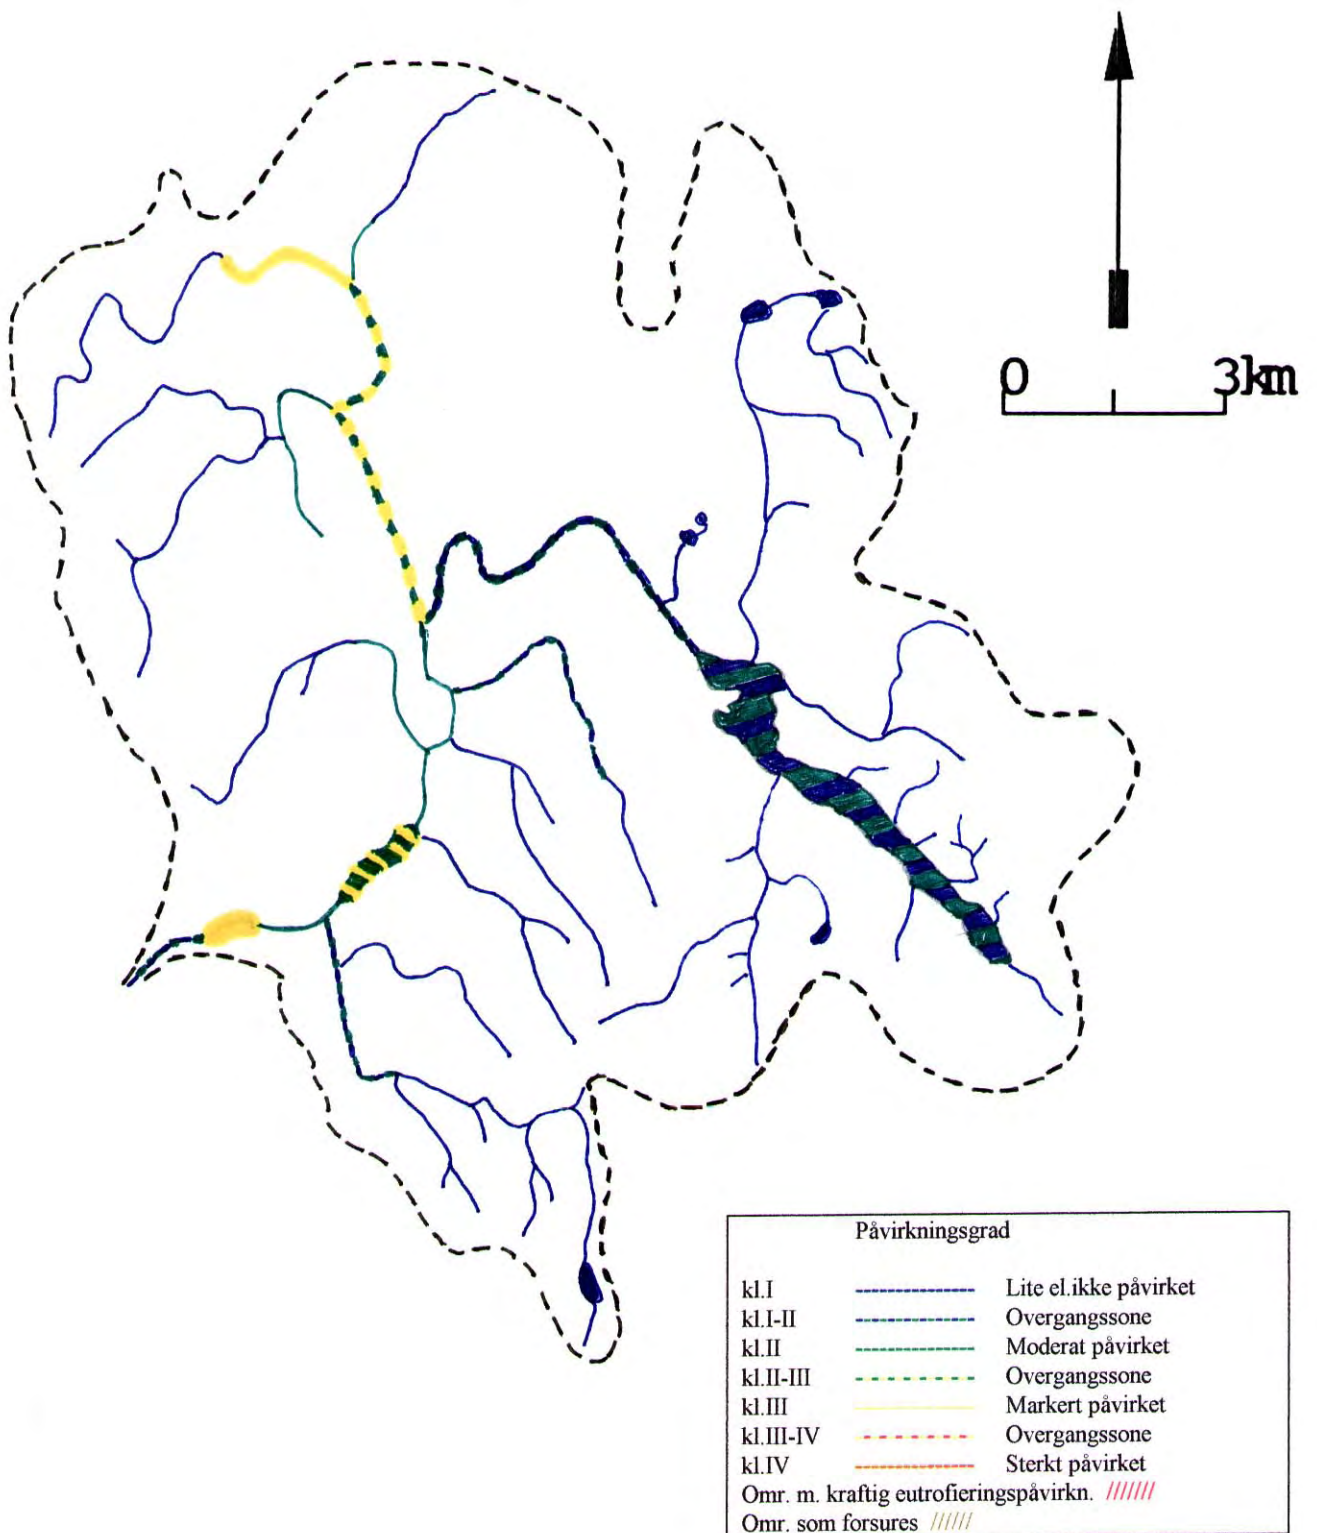 0 3km
Påvirkningsgrad
kl.I Lite el.ikke påvirket
kl.I-II Overgangssone
kl.II Moderat påvirket
kl.II-III Overgangssone
kl.III Markert påvirket
kl.III-IV Overgangssone
kl.IV Sterkt påvirket
Omr. m. kraftig eutrofieringspåvirkn. ///////
Omr. som forsures //////